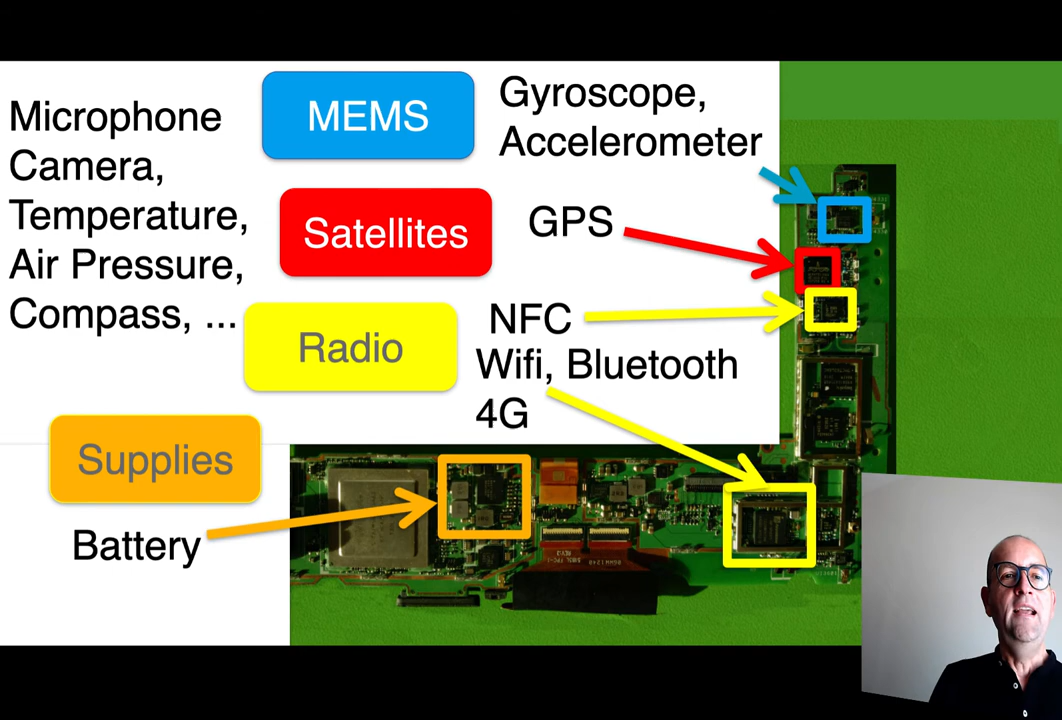 Microphone
Camera,
Temperature,
Air Pressure,
Compass, ...
MEMS
Gyroscope,
Accelerometer
Satellites
GPS
Radio
NFC
Wifi, Bluetooth
4G
Supplies
Battery